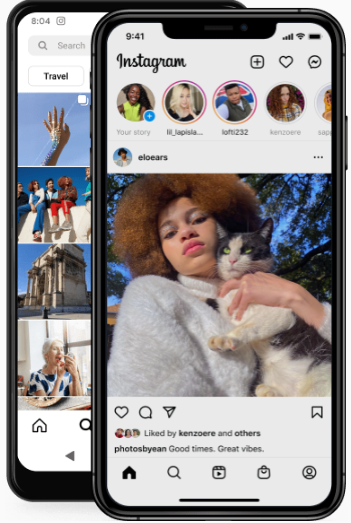 8:04
Search
Travel
9:41
Instagram
Your story
lil_lapisla...
lofti232
kenzoere
eloears
Liked by kenzoere and others
photosbyean Good times. Great vibes.